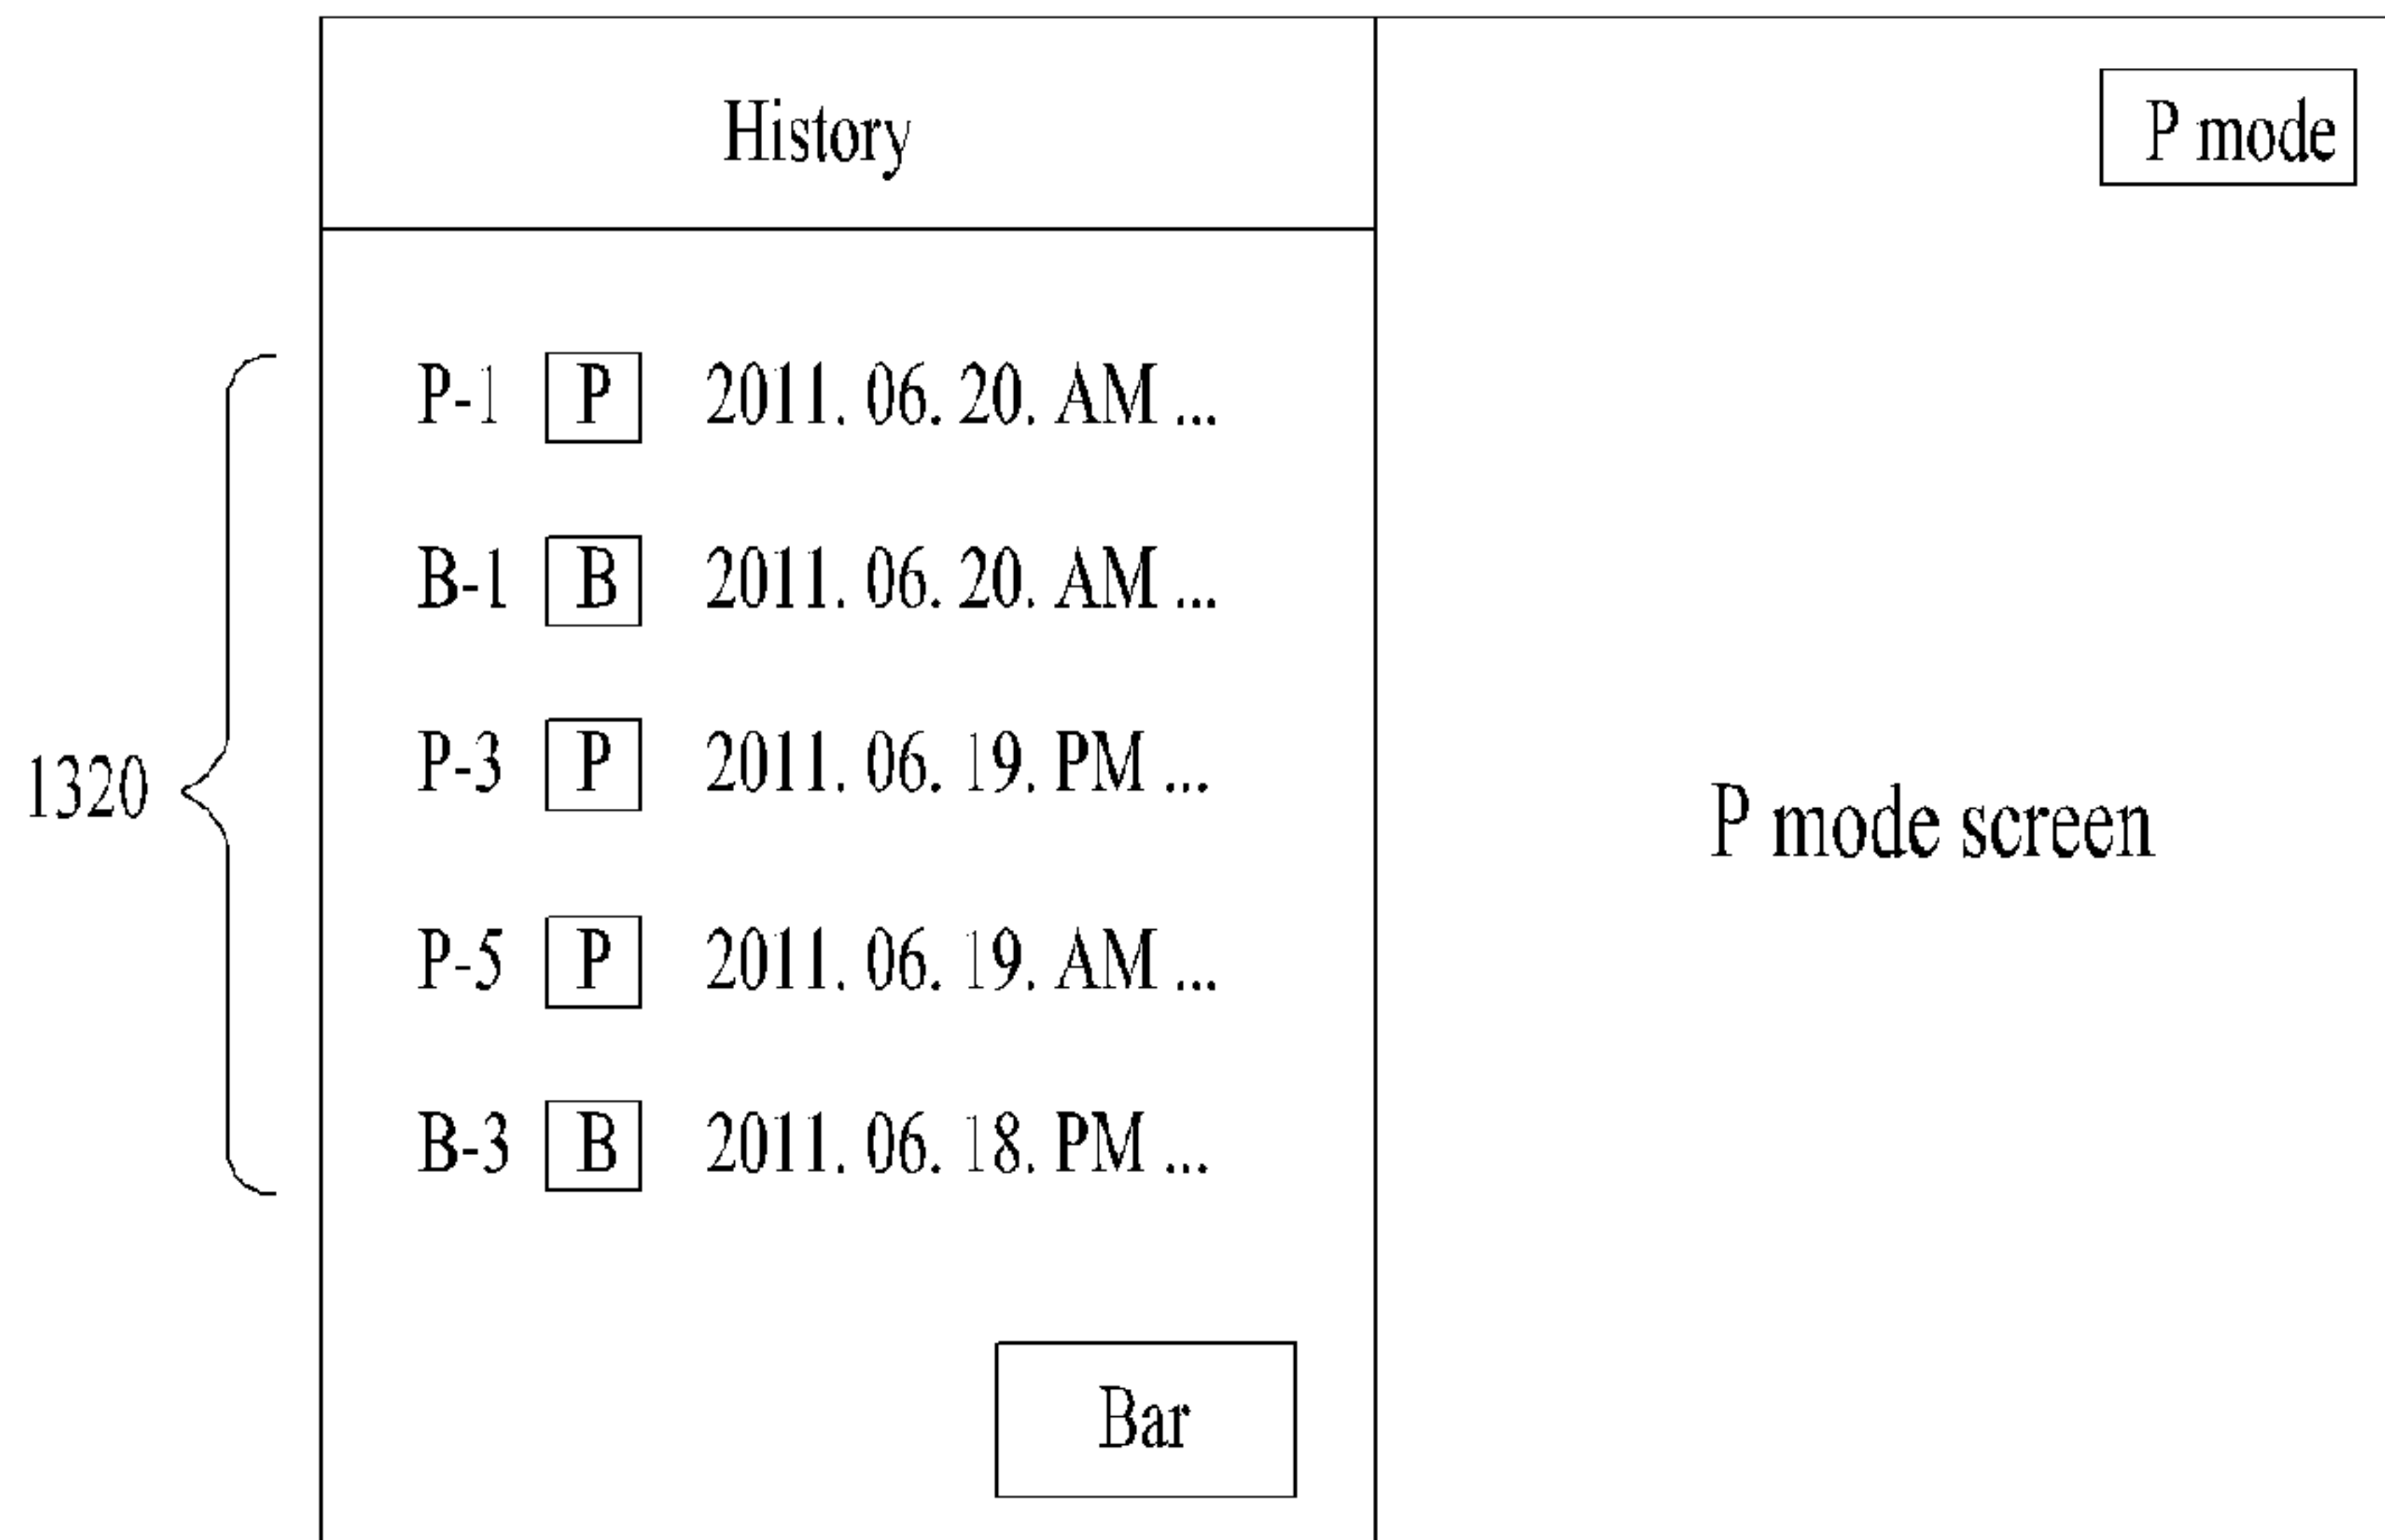 History
P mode
P-1 P 2011. 06. 20. AM ...
B-1 B 2011. 06. 20. AM ...
P-3 P 2011. 06. 19. PM ...
1320
P mode screen
P-5 P 2011. 06. 19. AM ...
B-3 B 2011. 06. 18. PM ...
Bar